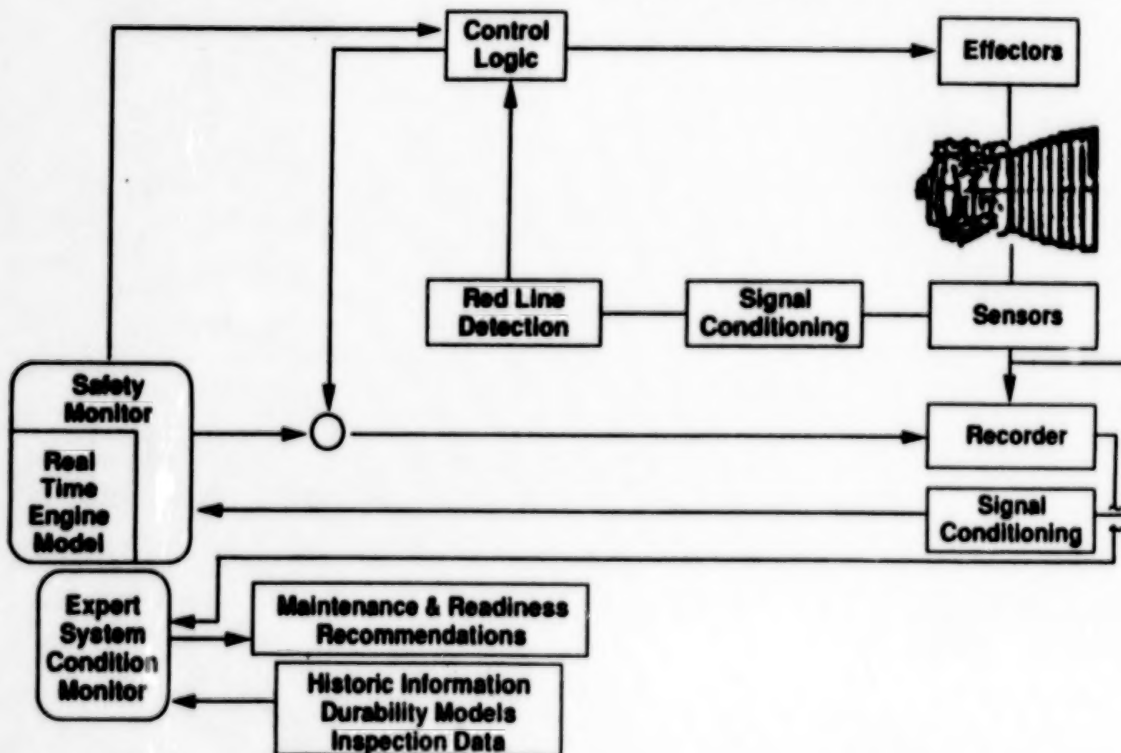 Control
Logic
Effectors
Red Line
Detection
Signal
Conditioning
Sensors
Safety
Monitor
Real
Time
Engine
Model
Recorder
Signal
Conditioning
Expert
System
Condition
Monitor
Maintenance & Readiness
Recommendations
Historic Information
Durability Models
Inspection Data